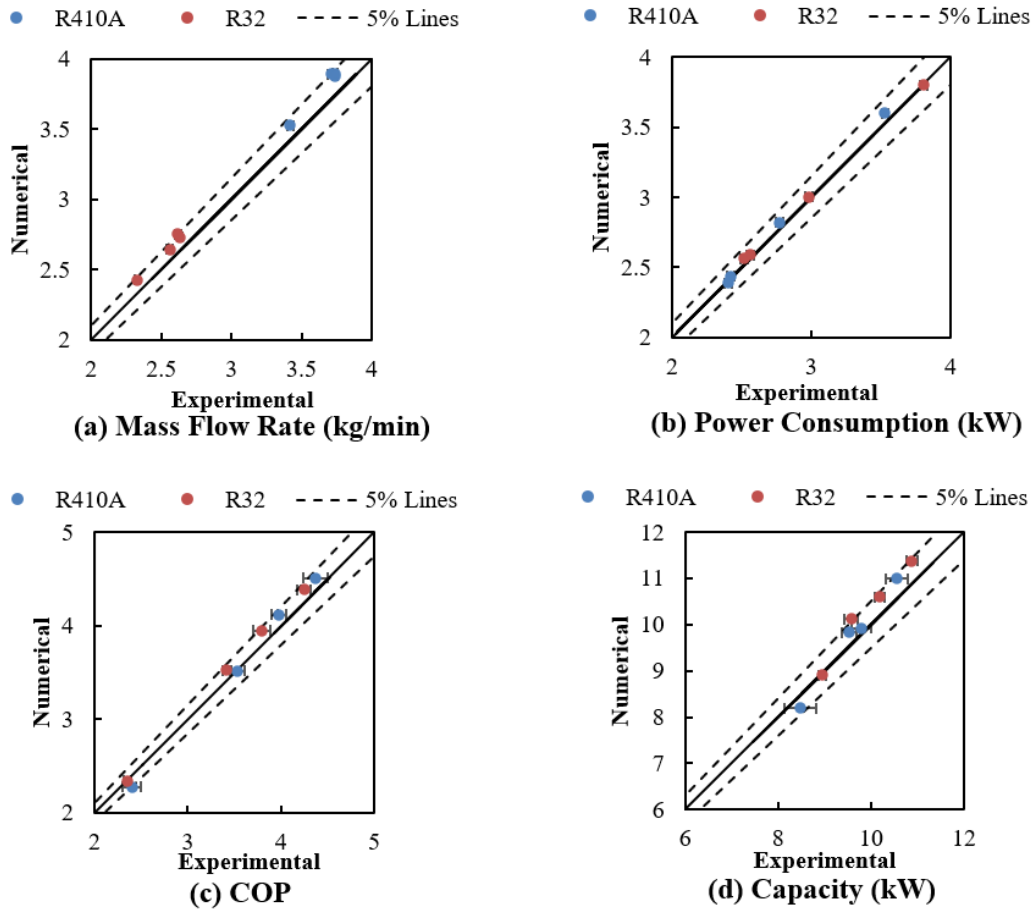 R410A R32 5% Lines
4
3.5
3
2.5
2
Numerical
2 2.5 3 3.5 4
Experimental
(a) Mass Flow Rate (kg/min)
R410A R32 5% Lines
4
3.5
3
2.5
2
Numerical
2 3 4
Experimental
(b) Power Consumption (kW)
R410A R32 5% Lines
5
4
3
2
Numerical
2 3 4 5
Experimental
(c) COP
R410A R32 5% Lines
12
11
10
9
8
7
6
Numerical
6 8 10 12
Experimental
(d) Capacity (kW)